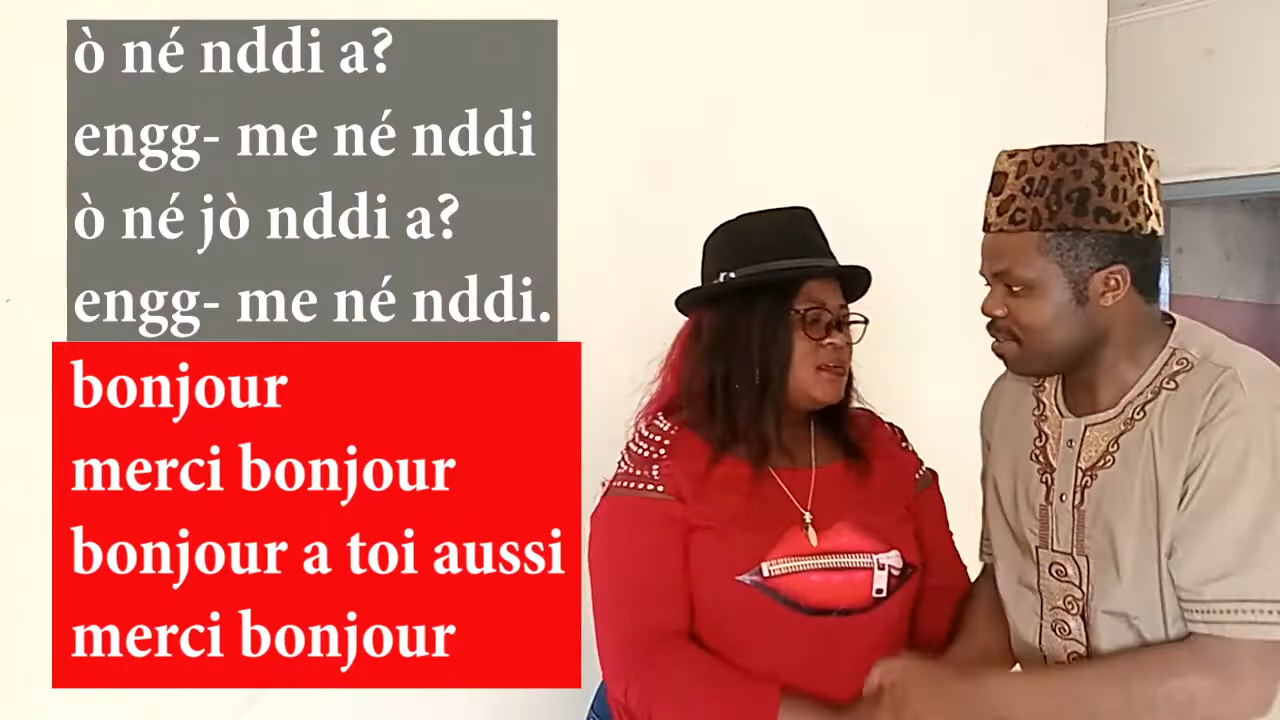 ò né nddi a?
engg- me né nddi
ò né jò nddi a?
engg- me né nddi.
bonjour
merci bonjour
bonjour a toi aussi
merci bonjour